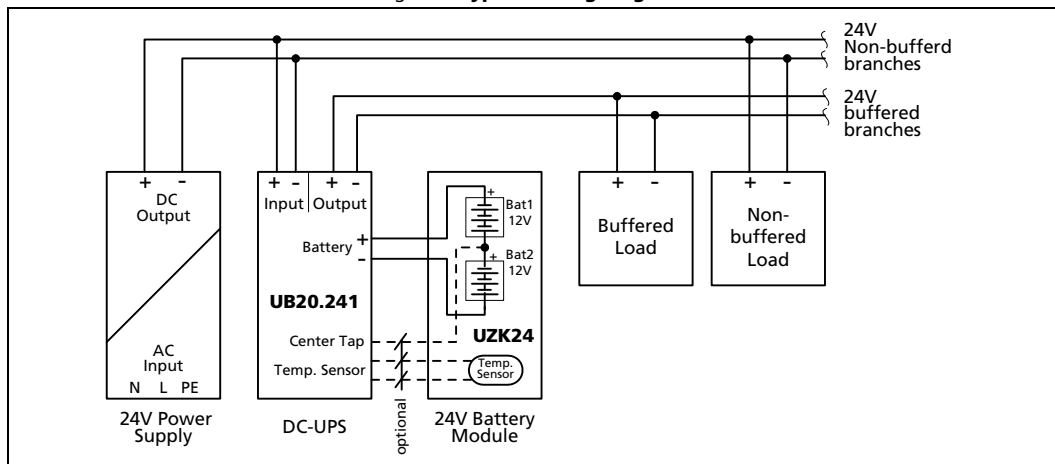 24V
Non-bufferd
branches
24V
buffered
branches
+ -
DC
Output
AC
Input
N L PE
24V Power
Supply
+ - + -
Input Output
Battery + -
UB20.241
Center Tap
Temp. Sensor
DC-UPS
optional
+
Bat1
12V
+
Bat2
12V
UZK24
Temp.
Sensor
24V Battery
Module
+ -
Buffered
Load
+ -
Non-
buffered
Load